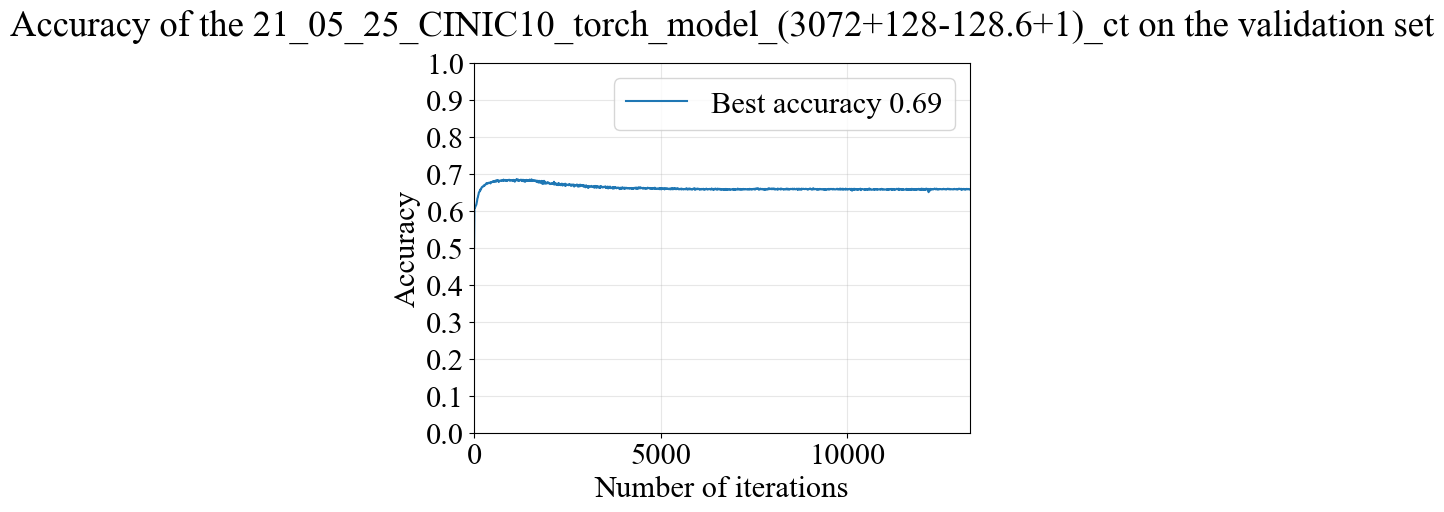 Accuracy of the 21_05_25_CINIC10_torch_model_(3072+128-128.6+1)_ct on the validation set
1.0
0.9
0.8
0.7
0.6
0.5
0.4
0.3
0.2
0.1
0.0
Accuracy
Best accuracy 0.69
0 5000 10000
Number of iterations